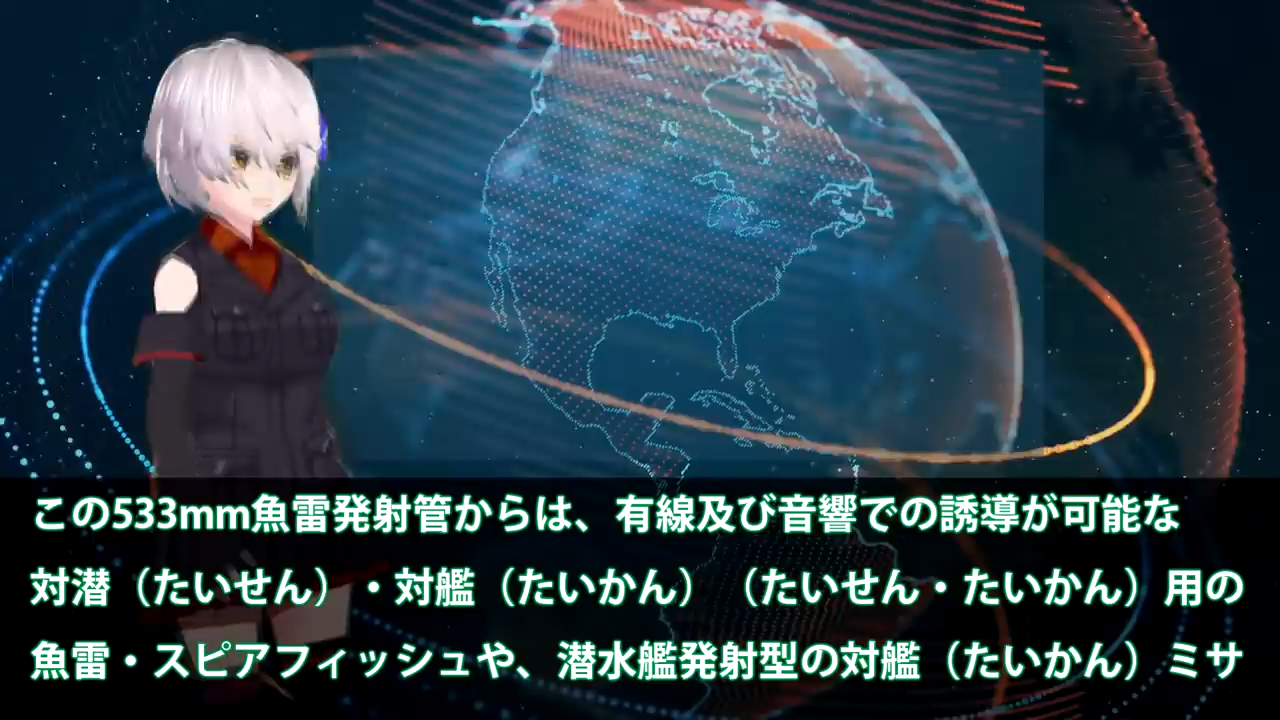 この533mm魚雷発射管からは、有線及び音響での誘導が可能な
対潜（たいせん）・対艦（たいかん）（たいせん・たいかん）用の
魚雷・スピアフィッシュや、潜水艦発射型の対艦（たいかん）ミサ